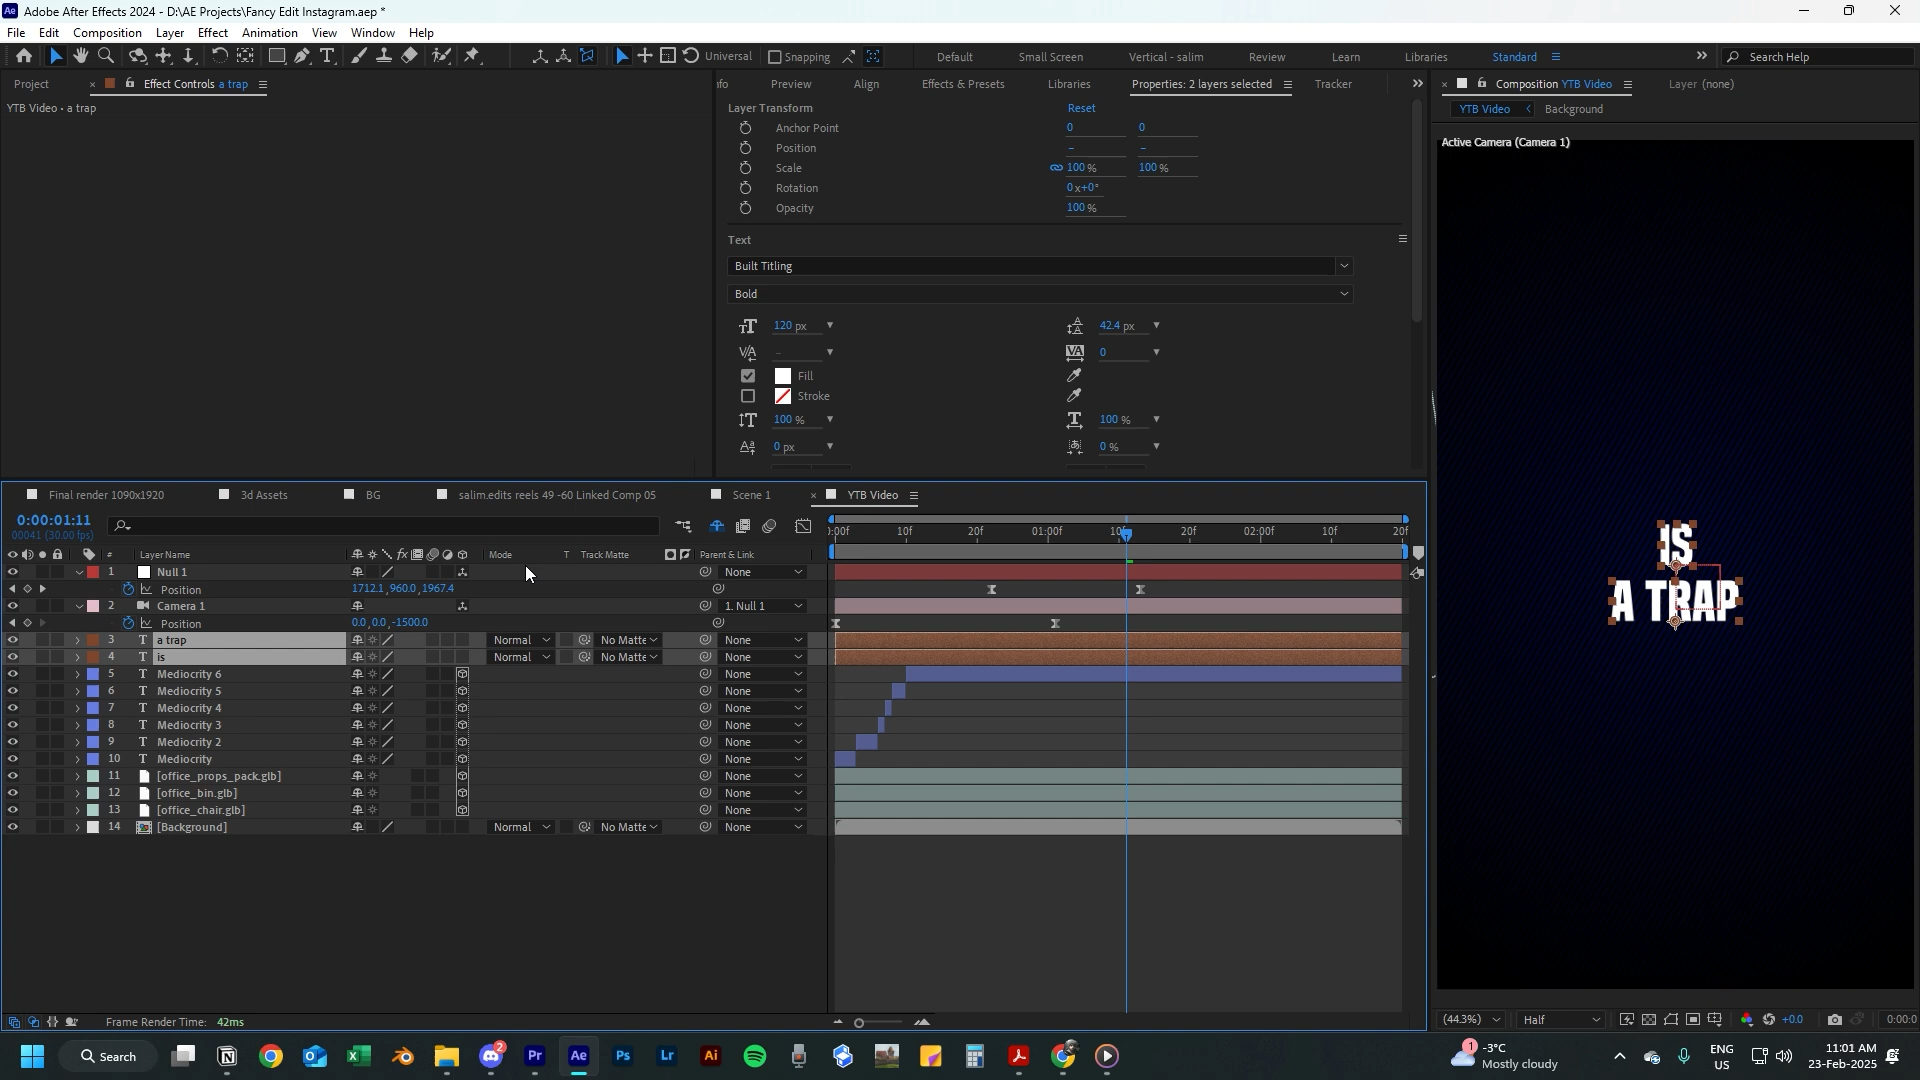 Adobe After Effects 2024 - D:\AE Projects\Fancy Edit Instagram.aep *
File Edit Composition Layer Effect Animation View Window Help
Universal Snapping Default Small Screen Vertical - salim Review Learn Libraries Standard Search Help
Project Effect Controls a trap
YTB Video • a trap
nfo Preview Align Effects & Presets Libraries Properties: 2 layers selected Tracker
Layer Transform Reset
Anchor Point 0 0
Position - -
Scale 100 % 100 %
Rotation 0x+0°
Opacity 100 %
Text
Built Titling
Bold
120 px 42.4 px
- 0
Fill
Stroke
100 % 100 %
0 px 0 %
Composition YTB Video Layer (none)
YTB Video Background
Active Camera (Camera 1)
IS
A TRAP
(44.3%) Half +0.0 0:00:0
Final render 1090x1920 3d Assets BG salim.edits reels 49 -60 Linked Comp 05 Scene 1 YTB Video
0:00:01:11
00041 (30.00 fps)
):00f 10f 20f 01:00f 10f 20f 02:00f 10f 20f
# Layer Name Mode T Track Matte Parent & Link
1 Null 1 None
Position 1712.1,960.0,1967.4
2 Camera 1 1. Null 1
Position 0.0,0.0,-1500.0
3 T a trap Normal No Matte None
4 T is Normal No Matte None
5 T Mediocrity 6 None
6 T Mediocrity 5 None
7 T Mediocrity 4 None
8 T Mediocrity 3 None
9 T Mediocrity 2 None
10 T Mediocrity None
11 [office_props_pack.glb] None
12 [office_bin.glb] None
13 [office_chair.glb] None
14 [Background] Normal No Matte None
Frame Render Time: 42ms
Search
-3°C
Mostly cloudy
ENG
US
11:01 AM
23-Feb-2025